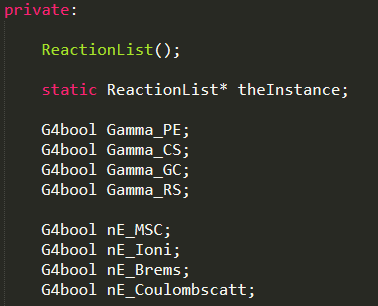 private:
ReactionList();
static ReactionList* theInstance;
G4bool Gamma_PE;
G4bool Gamma_CS;
G4bool Gamma_GC;
G4bool Gamma_RS;
G4bool nE_MSC;
G4bool nE_Ioni;
G4bool nE_Brems;
G4bool nE_Coulombscatt;